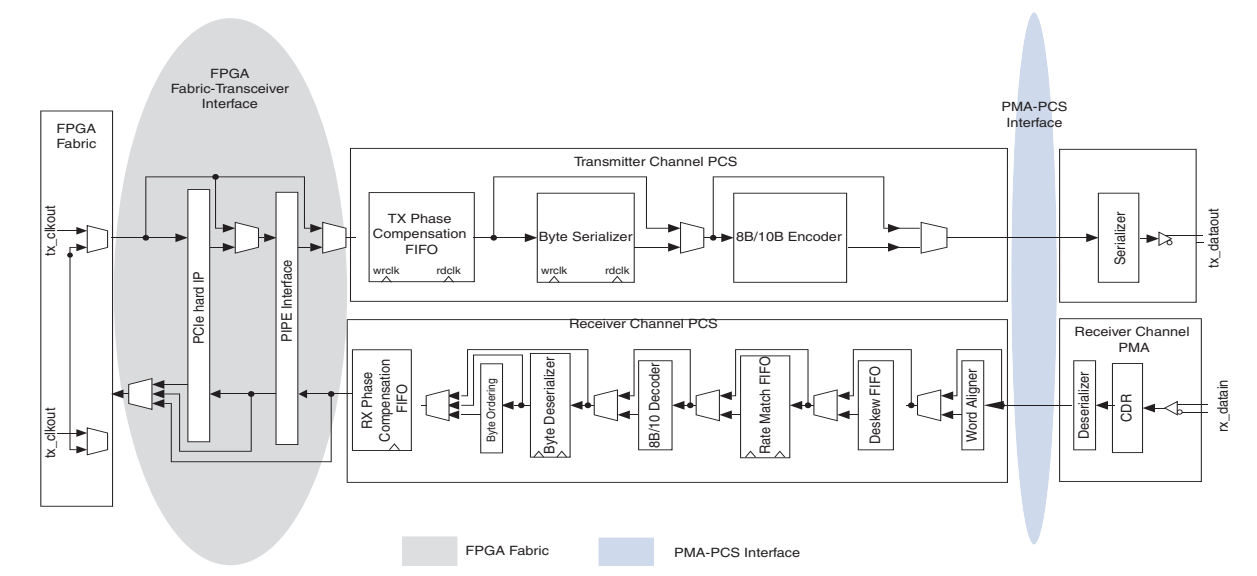 FPGA
Fabric-Transceiver
Interface
PMA-PCS
Interface
FPGA
Fabric
Transmitter Channel PCS
tx_clkout
PCIe hard IP
PIPE Interface
TX Phase
Compensation
FIFO
wrclk
rdclk
Byte Serializer
wrclk
rdclk
8B/10B Encoder
Serializer
tx_dataout
Receiver Channel PCS
Receiver Channel
PMA
tx_clkout
RX Phase
Compensation
FIFO
Byte Ordering
Byte Deserializer
8B/10 Decoder
Rate Match FIFO
Deskew FIFO
Word Aligner
Deserializer
CDR
rx_datain
FPGA Fabric
PMA-PCS Interface